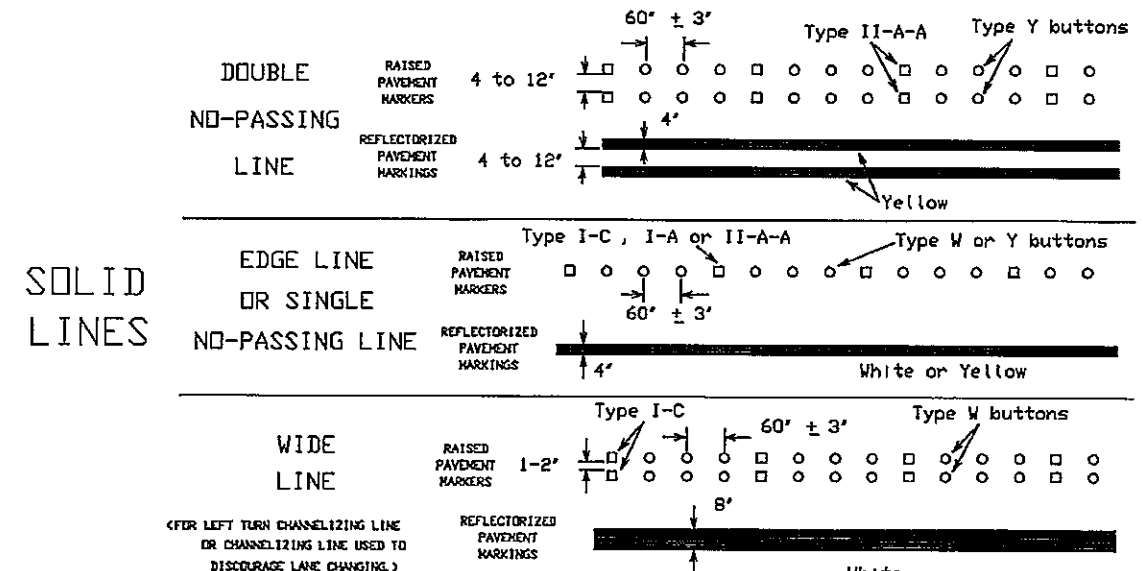 60" ± 3"
Type II-A-A
Type Y buttons
DOUBLE
NO-PASSING
LINE
RAISED
PAVEMENT
MARKERS
4 to 12"
4"
REFLECTORIZED
PAVEMENT
MARKINGS
4 to 12"
Yellow
SOLID
LINES
EDGE LINE
OR SINGLE
NO-PASSING LINE
RAISED
PAVEMENT
MARKERS
Type I-C , I-A or II-A-A
Type W or Y buttons
60" ± 3"
REFLECTORIZED
PAVEMENT
MARKINGS
4"
White or Yellow
WIDE
LINE
(FOR LEFT TURN CHANNELIZING LINE
OR CHANNELIZING LINE USED TO
DISCOURAGE LANE CHANGING.)
RAISED
PAVEMENT
MARKERS
1-2"
Type I-C
60" ± 3"
Type W buttons
8"
REFLECTORIZED
PAVEMENT
MARKINGS
White